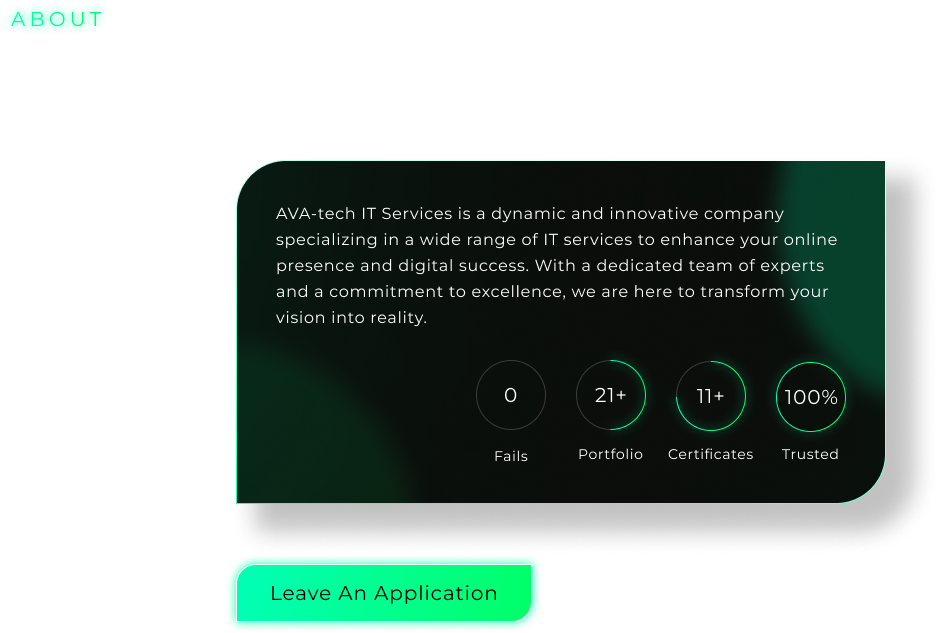 ABOUT
AVA-tech IT Services is a dynamic and innovative company
specializing in a wide range of IT services to enhance your online
presence and digital success. With a dedicated team of experts
and a commitment to excellence, we are here to transform your
vision into reality.
0 21+ 11+ 100%
Fails Portfolio Certificates Trusted
Leave An Application